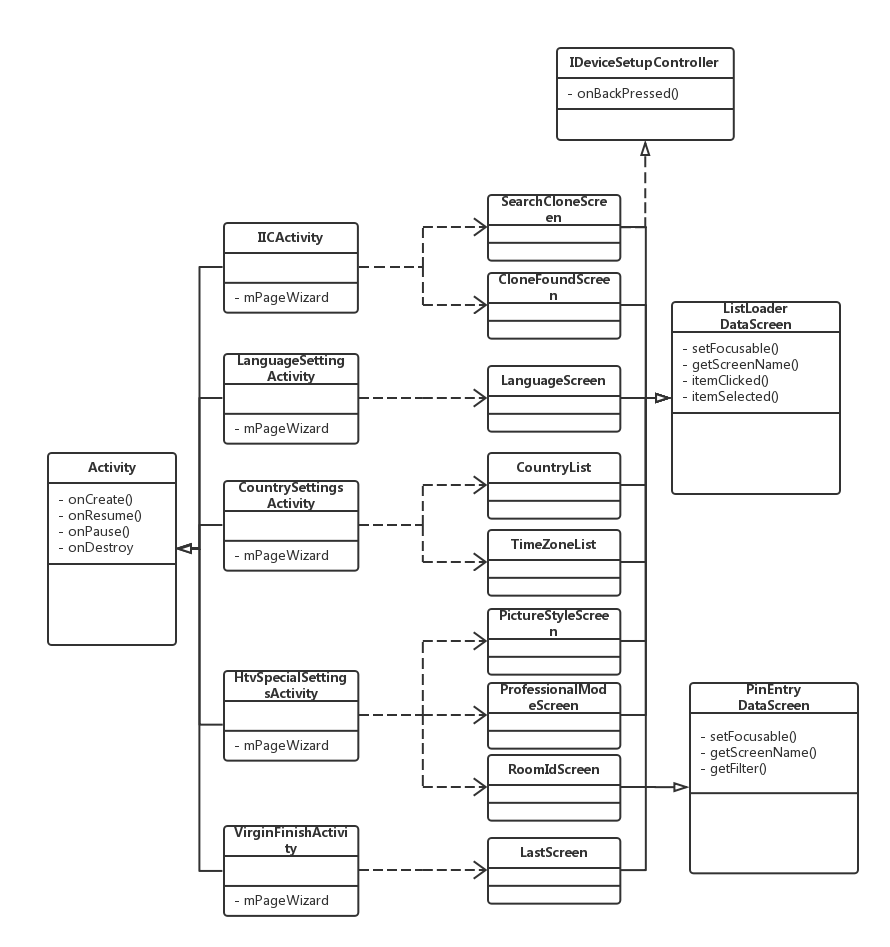 IDeviceSetupController
- onBackPressed()
SearchCloneScre
en
IICActivity
- mPageWizard
CloneFoundScree
n
ListLoader
DataScreen
- setFocusable()
- getScreenName()
- itemClicked()
- itemSelected()
LanguageSetting
Activity
- mPageWizard
LanguageScreen
Activity
- onCreate()
- onResume()
- onPause()
- onDestroy
CountrySettings
Activity
- mPageWizard
CountryList
TimeZoneList
PictureStyleScree
n
HtvSpecialSetting
sActivity
- mPageWizard
ProfessionalMod
eScreen
RoomIdScreen
PinEntry
DataScreen
- setFocusable()
- getScreenName()
- getFilter()
VirginFinishActivi
ty
- mPageWizard
LastScreen